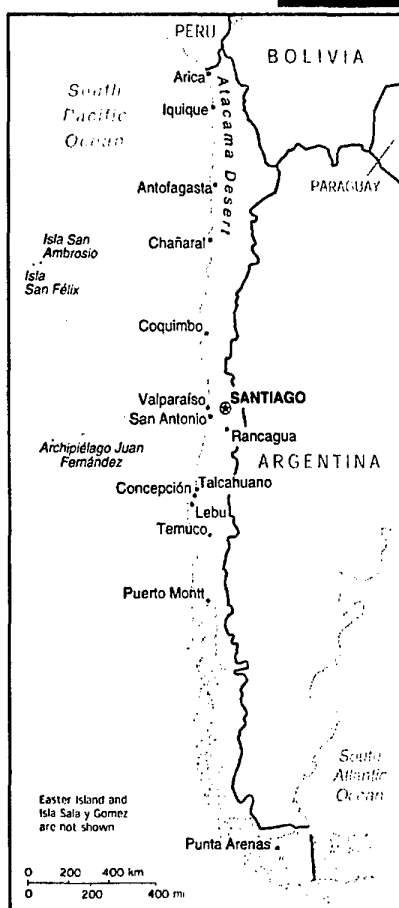 PERU
BOLIVIA
Arica
South
Pacific
Ocean
Iquique
Atacama Desert
PARAGUAY
Antofagasta
Isla San
Ambrosio
Isla
San Félix
Chañaral
Coquimbo
Valparaíso
SANTIAGO
San Antonio
Rancagua
Archipiélago Juan
Fernández
ARGENTINA
Concepción
Talcahuano
Lebu
Temuco
Puerto Montt
South
Atlantic
Ocean
Easter Island and
Isla Sala y Gomez
are not shown
Punta Arenas
0 200 400 km
0 200 400 mi